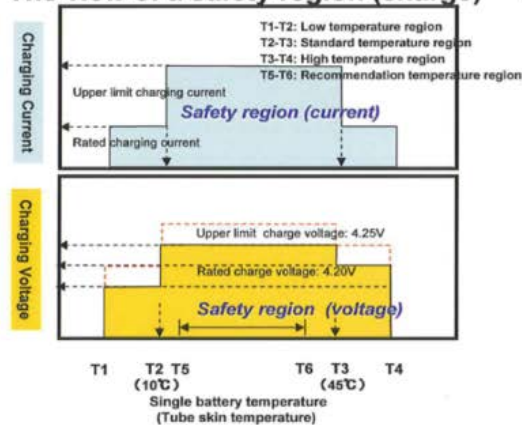 T1-T2: Low temperature region
T2-T3: Standard temperature region
T3-T4: High temperature region
T5-T6: Recommendation temperature region
Charging Current
Upper limit charging current
Safety region (current)
Rated charging current
Charging Voltage
Upper limit charge voltage: 4.25V
Rated charge voltage: 4.20V
Safety region (voltage)
T1 T2 T5 T6 T3 T4
(10℃) (45℃)
Single battery temperature
(Tube skin temperature)